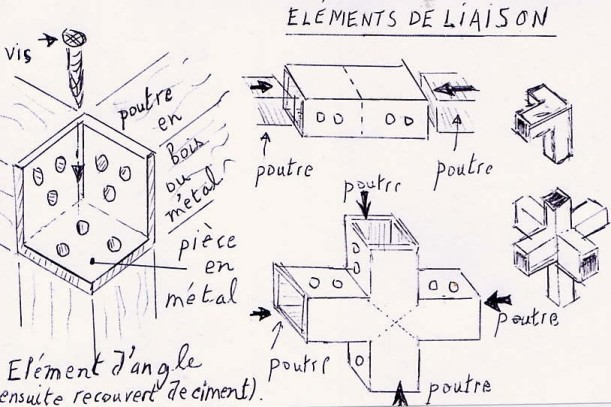 ELÉMENTS DE LIAISON
vis
poutre
en
Bois
ou
métal
pièce
en
métal
Elément d'angle
(ensuite recouvert de ciment).
poutre
poutre
poutre
poutre
poutre
poutre